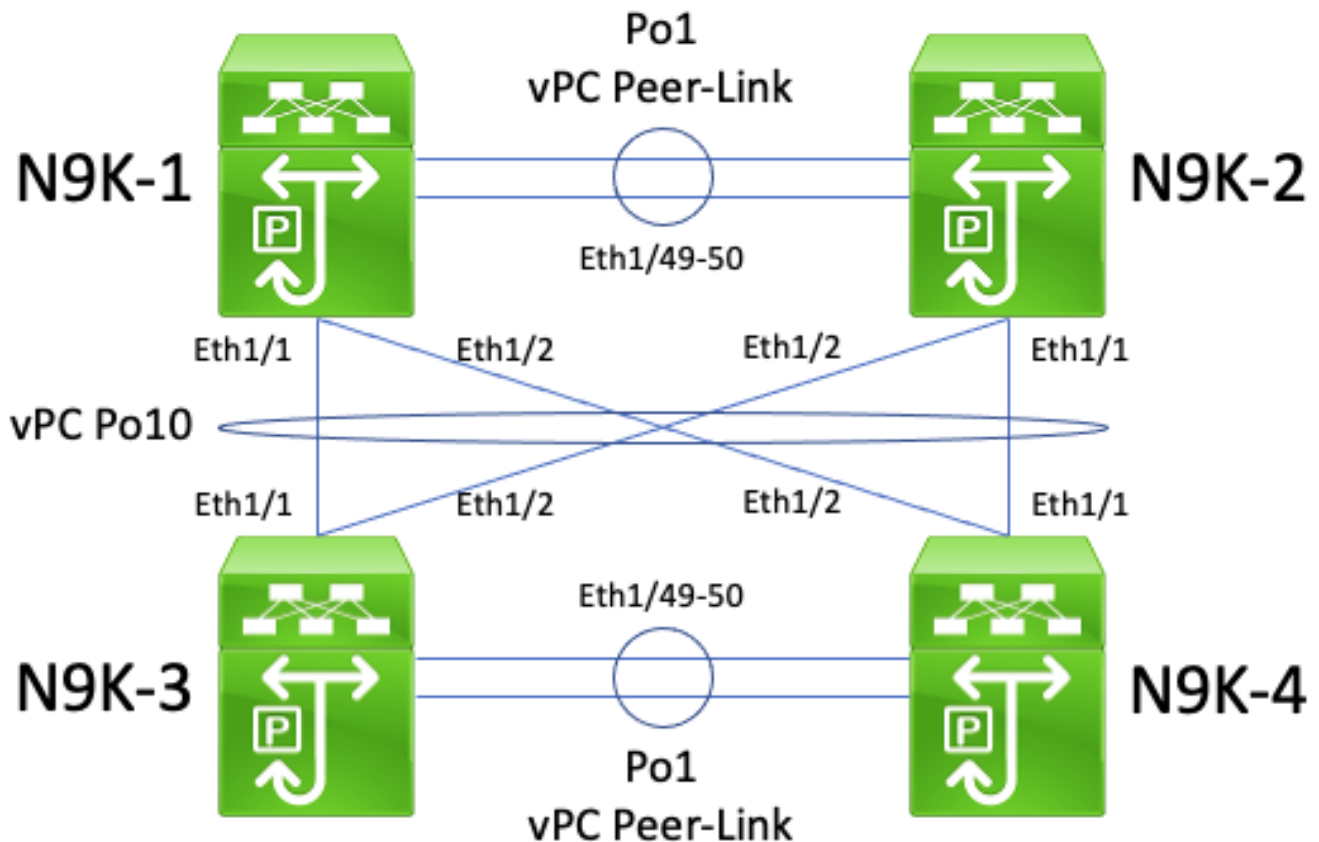 Po1
vPC Peer-Link
N9K-1
P
P
N9K-2
Eth1/49-50
Eth1/1
Eth1/2
Eth1/2
Eth1/1
vPC Po10
Eth1/1
Eth1/2
Eth1/2
Eth1/1
Eth1/49-50
N9K-3
P
P
N9K-4
Po1
vPC Peer-Link